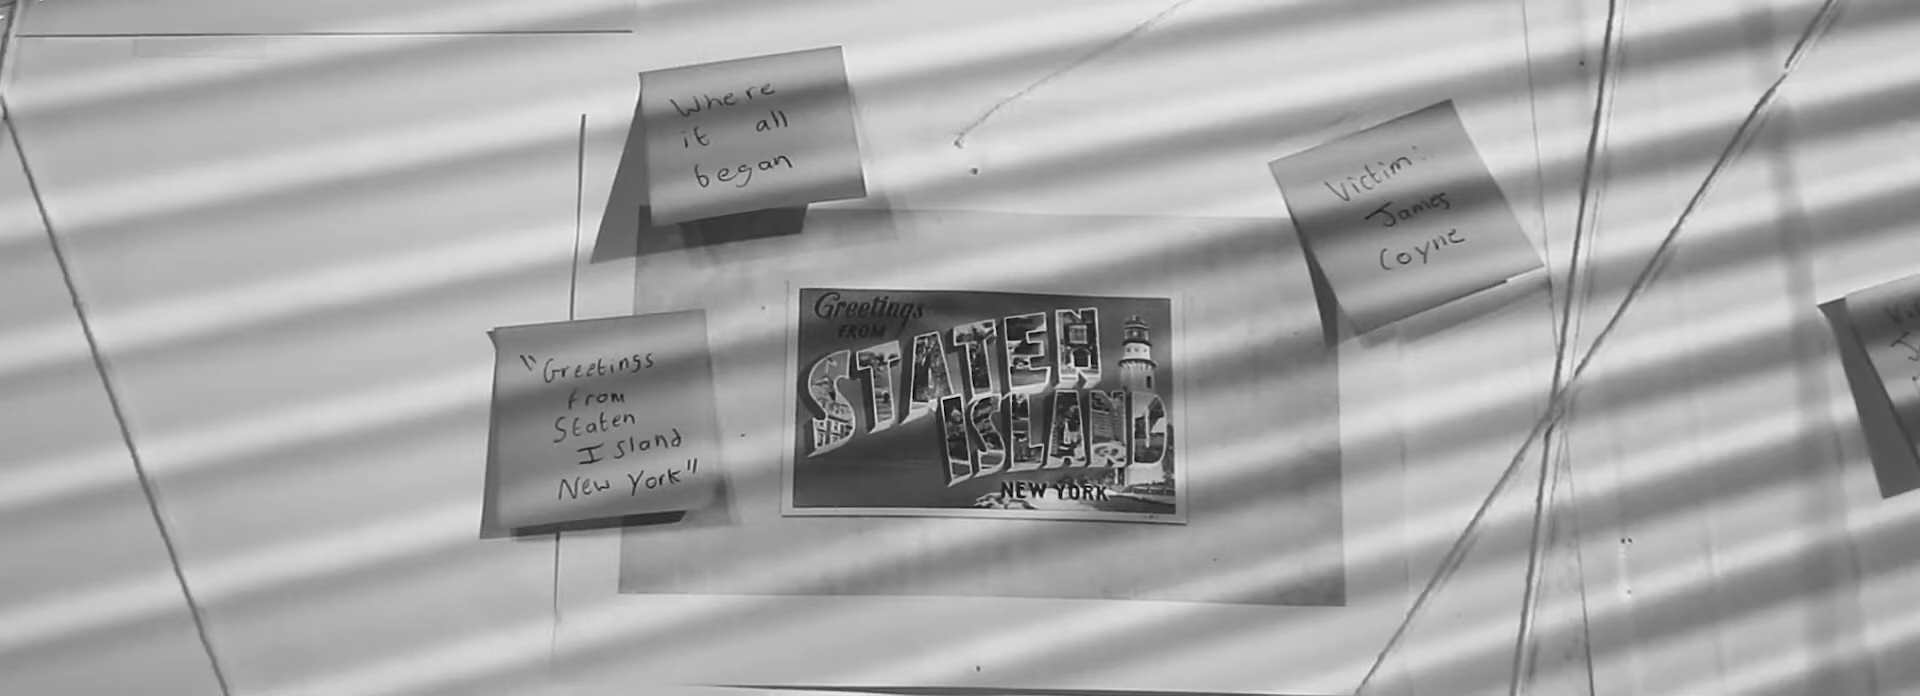 Where
it all
began
Victim:
James
Coyne
"Greetings
from
Staten
Island
New York"
Greetings
FROM
STATEN
ISLAND
NEW YORK